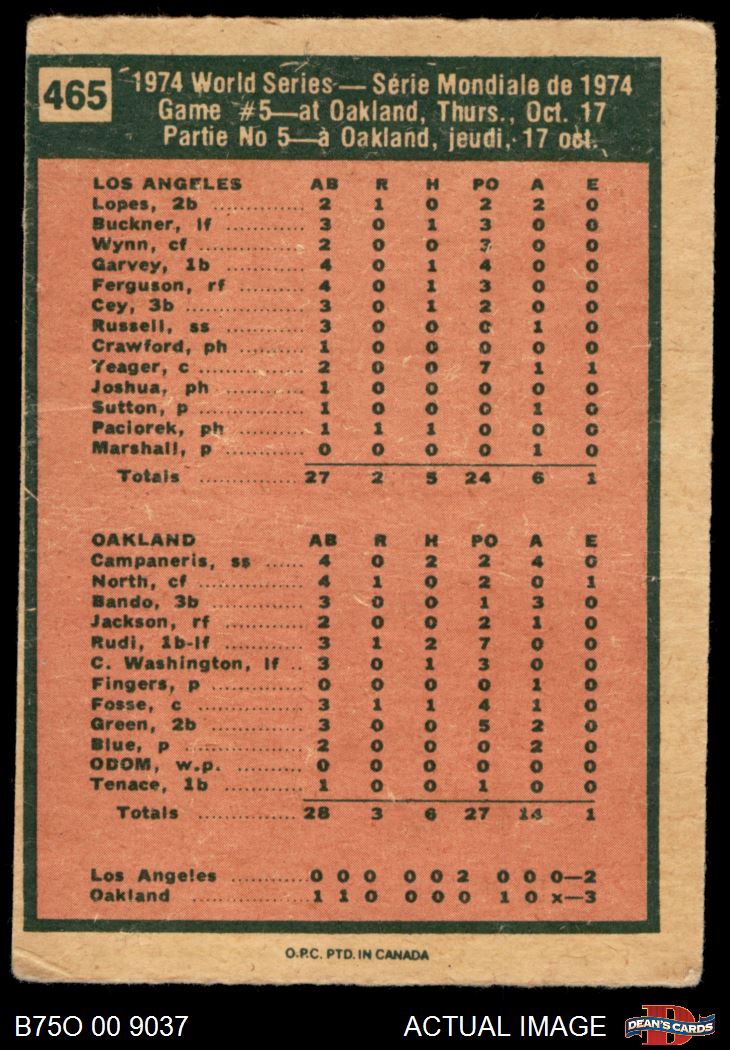 465
1974 World Series — Série Mondiale de 1974
Game #5—at Oakland, Thurs., Oct. 17
Partie No 5—à Oakland, jeudi, 17 oct.
LOS ANGELES AB R H PO A E
Lopes, 2b .............. 2 1 0 2 2 0
Buckner, lf ............ 3 0 1 3 0 0
Wynn, cf ............... 2 0 0 3 0 0
Garvey, 1b ............ 4 0 1 4 0 0
Ferguson, rf .......... 4 0 1 3 0 0
Cey, 3b ................. 3 0 1 2 0 0
Russell, ss ............ 3 0 0 0 1 0
Crawford, ph .......... 1 0 0 0 0 0
Yeager, c .............. 2 0 0 7 1 1
Joshua, ph ............ 1 0 0 0 0 0
Sutton, p .............. 1 0 0 0 1 0
Paciorek, ph .......... 1 1 1 0 0 0
Marshall, p ............ 0 0 0 0 1 0
Totals ................ 27 2 5 24 6 1
OAKLAND AB R H PO A E
Campaneris, ss ...... 4 0 2 2 4 0
North, cf .............. 4 1 0 2 0 1
Bando, 3b ............. 3 0 0 1 3 0
Jackson, rf ............ 2 0 0 2 1 0
Rudi, 1b-lf ............ 3 1 2 7 0 0
C. Washington, lf .. 3 0 1 3 0 0
Fingers, p ............. 0 0 0 0 1 0
Fosse, c ................ 3 1 1 4 1 0
Green, 2b .............. 3 0 0 5 2 0
Blue, p ................. 2 0 0 0 2 0
ODOM, w.p. .......... 0 0 0 0 0 0
Tenace, 1b ............ 1 0 0 1 0 0
Totals ................ 28 3 6 27 14 1
Los Angeles .......... 0 0 0 0 0 2 0 0 0—2
Oakland ............... 1 1 0 0 0 0 1 0 x—3
O.P.C. PTD. IN CANADA
B75O 00 9037 ACTUAL IMAGE
D
DEAN'S CARDS